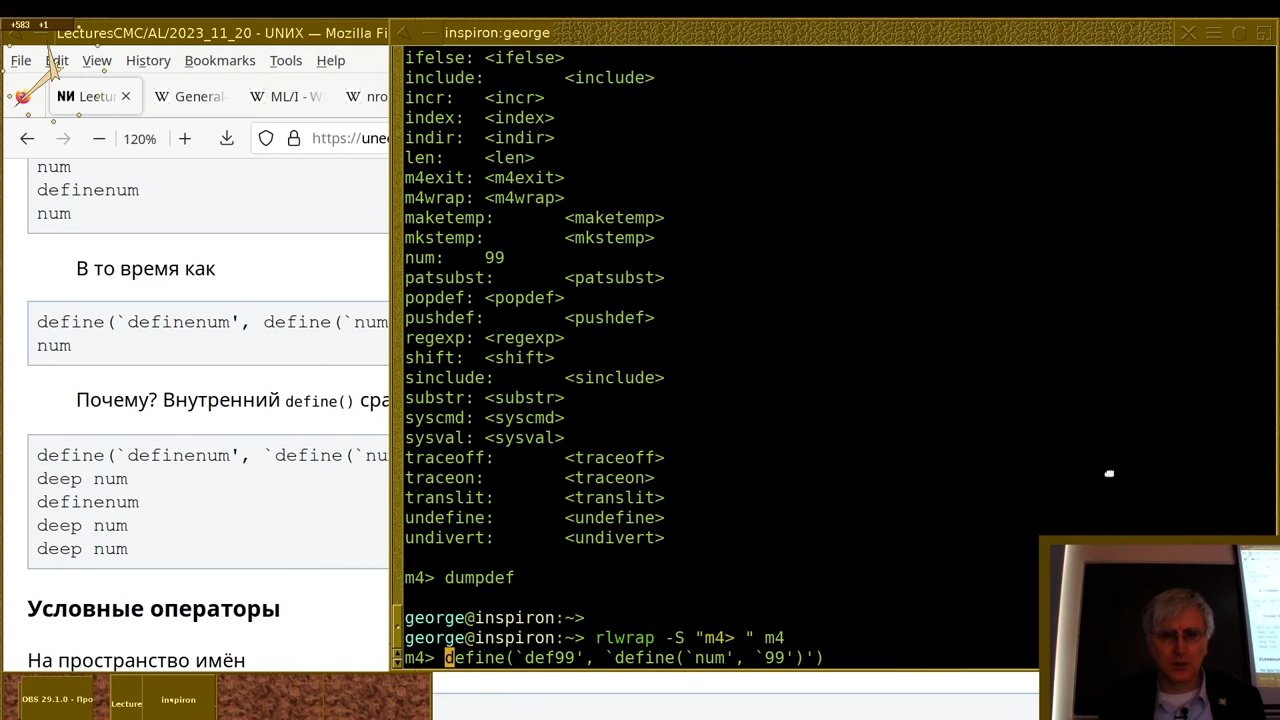 +583 +1
LecturesCMC/AL/2023_11_20 - UNИX — Mozilla Fi
File Edit View History Bookmarks Tools Help
NИ Lectu
W General-
W ML/I - W
W nro
120%
https://une
num
definenum
num
В то время как
define(`definenum', define(`num
num
Почему? Внутренний define() сра
define(`definenum', `define(`nu
deep num
definenum
deep num
deep num
Условные операторы
На пространство имён
inspiron:george
ifelse: <ifelse>
include: <include>
incr: <incr>
index: <index>
indir: <indir>
len: <len>
m4exit: <m4exit>
m4wrap: <m4wrap>
maketemp: <maketemp>
mkstemp: <mkstemp>
num: 99
patsubst: <patsubst>
popdef: <popdef>
pushdef: <pushdef>
regexp: <regexp>
shift: <shift>
sinclude: <sinclude>
substr: <substr>
syscmd: <syscmd>
sysval: <sysval>
traceoff: <traceoff>
traceon: <traceon>
translit: <translit>
undefine: <undefine>
undivert: <undivert>
m4> dumpdef
george@inspiron:~>
george@inspiron:~> rlwrap -S "m4> " m4
m4> define(`def99', `define(`num', `99')')
OBS 29.1.0 - Про
Lecture
inspiron